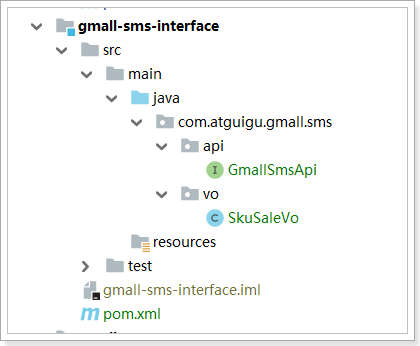 gmall-sms-interface
src
main
java
com.atguigu.gmall.sms
api
I GmallSmsApi
vo
C SkuSaleVo
resources
test
gmall-sms-interface.iml
m pom.xml